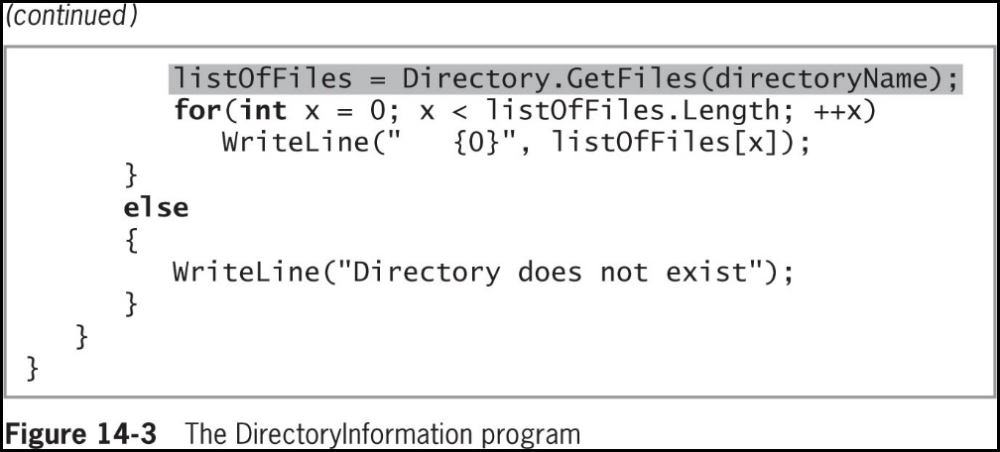 (continued)
listOfFiles = Directory.GetFiles(directoryName);
for(int x = 0; x < listOfFiles.Length; ++x)
WriteLine("   {0}", listOfFiles[x]);
}
else
{
WriteLine("Directory does not exist");
}
}
}
Figure 14-3 The DirectoryInformation program